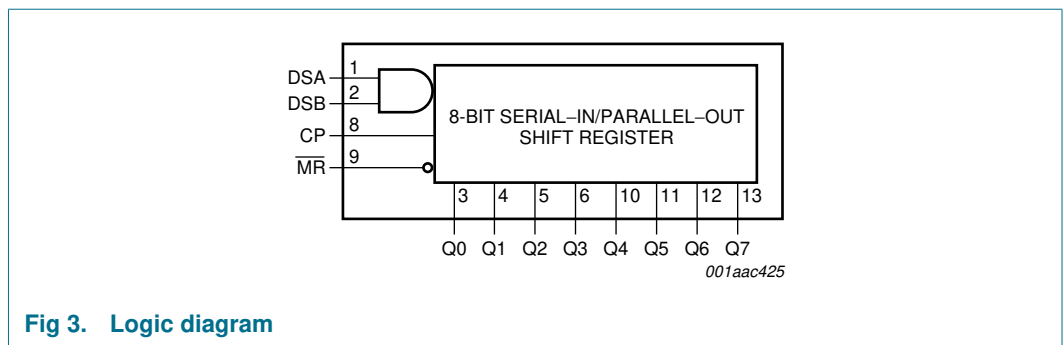 DSA 1
DSB 2
CP 8
M̅R̅ 9
8-BIT SERIAL–IN/PARALLEL–OUT
SHIFT REGISTER
3 4 5 6 10 11 12 13
Q0 Q1 Q2 Q3 Q4 Q5 Q6 Q7
001aac425
Fig 3. Logic diagram